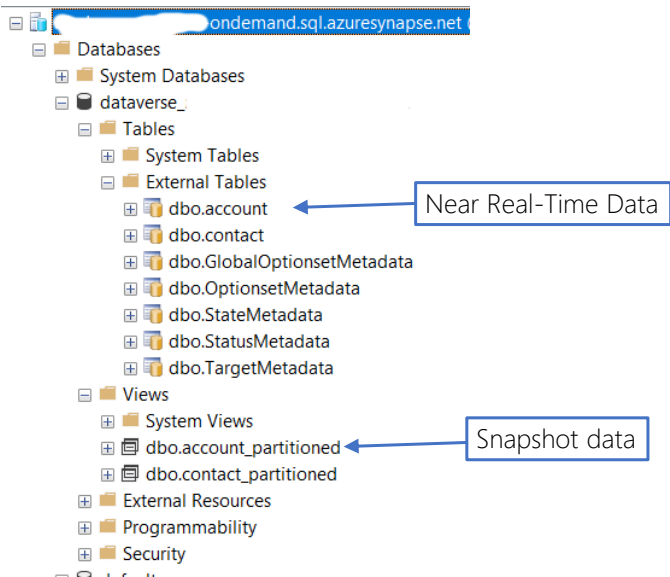 ondemand.sql.azuresynapse.net (
Databases
System Databases
dataverse_
Tables
System Tables
External Tables
dbo.account
Near Real-Time Data
dbo.contact
dbo.GlobalOptionsetMetadata
dbo.OptionsetMetadata
dbo.StateMetadata
dbo.StatusMetadata
dbo.TargetMetadata
Views
System Views
dbo.account_partitioned
Snapshot data
dbo.contact_partitioned
External Resources
Programmability
Security